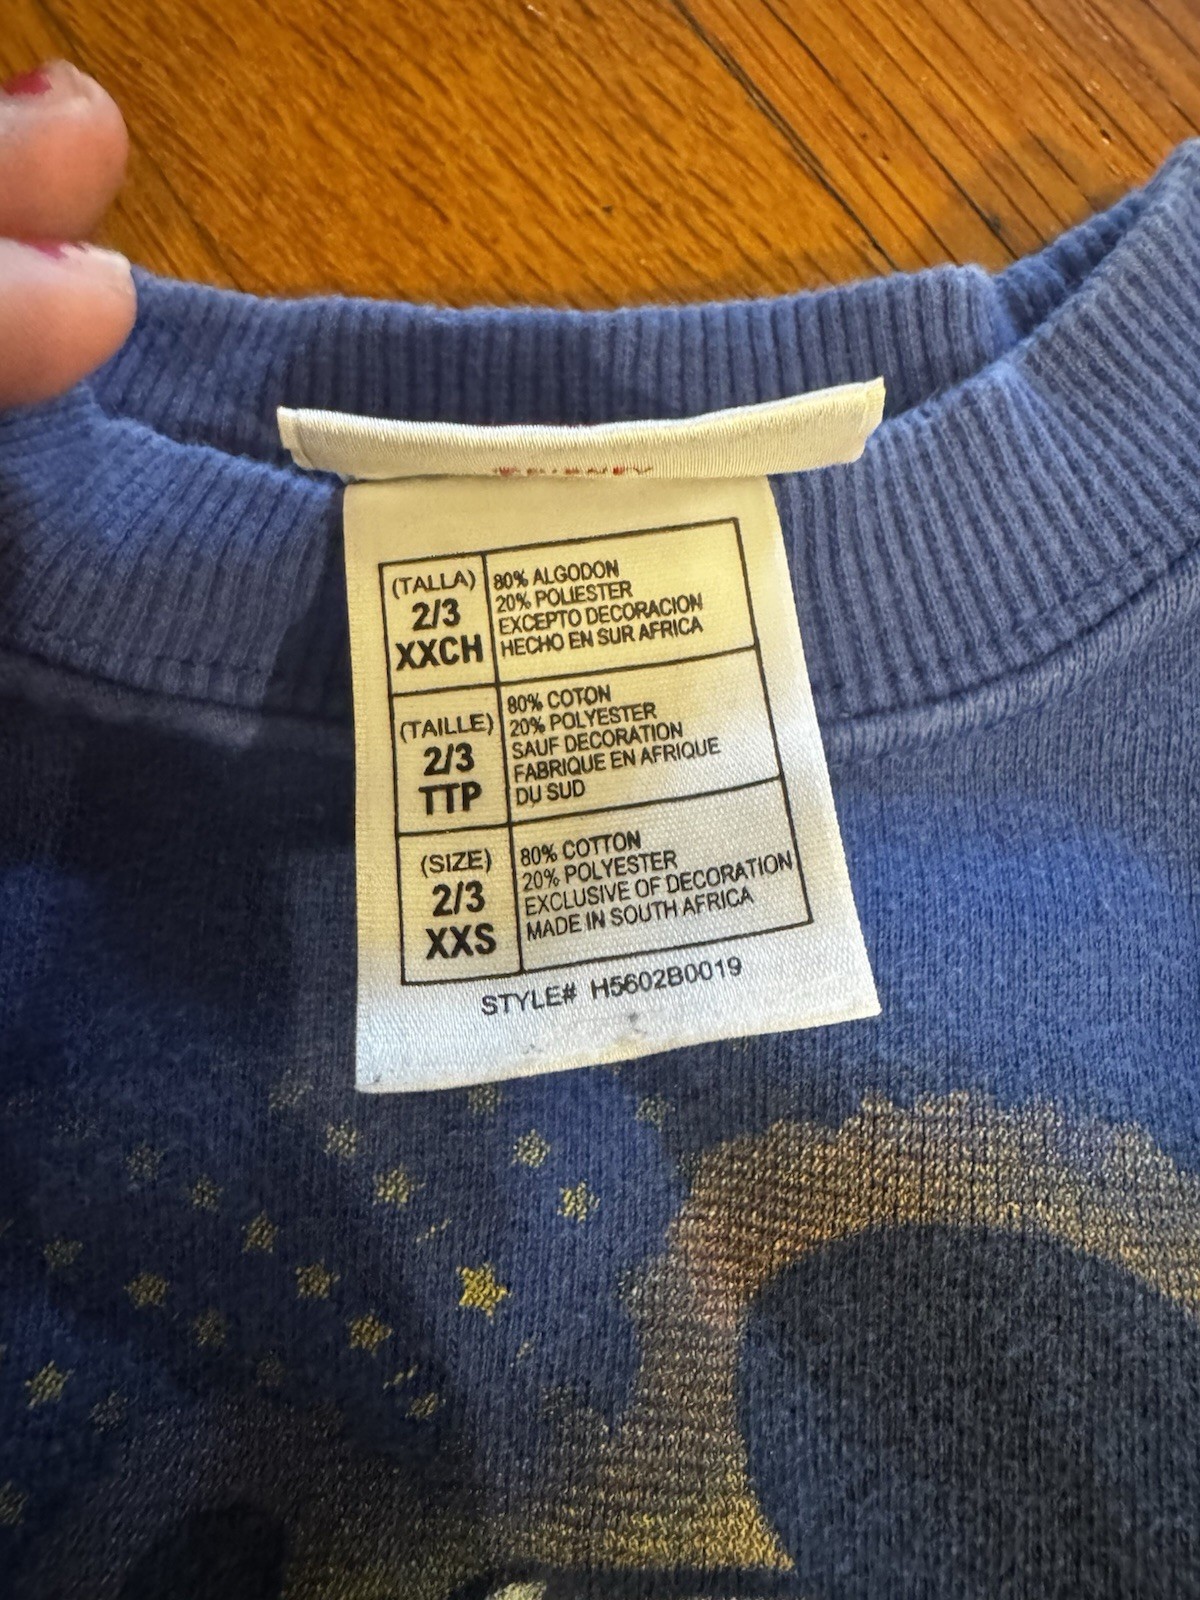 (TALLA)
2/3
XXCH
80% ALGODON
20% POLIESTER
EXCEPTO DECORACION
HECHO EN SUR AFRICA
(TAILLE)
2/3
TTP
80% COTON
20% POLYESTER
SAUF DECORATION
FABRIQUE EN AFRIQUE
DU SUD
(SIZE)
2/3
XXS
80% COTTON
20% POLYESTER
EXCLUSIVE OF DECORATION
MADE IN SOUTH AFRICA
STYLE# H5602B0019